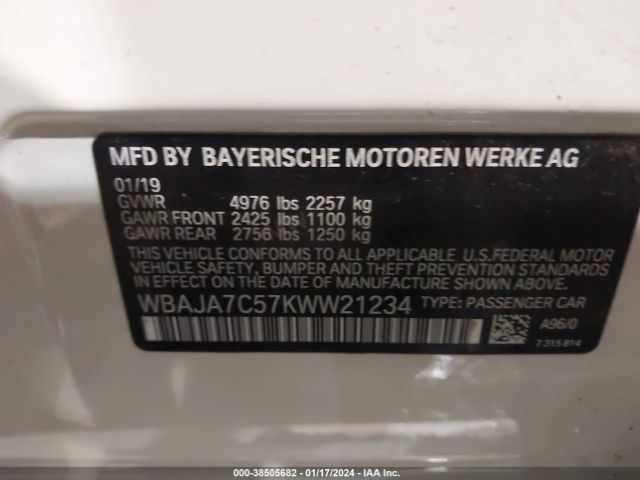 MFD BY BAYERISCHE MOTOREN WERKE AG
01/19
GVWR 4976 lbs 2257 kg
GAWR FRONT 2425 lbs 1100 kg
GAWR REAR 2756 lbs 1250 kg
THIS VEHICLE CONFORMS TO ALL APPLICABLE U.S.FEDERAL MOTOR
VEHICLE SAFETY, BUMPER AND THEFT PREVENTION STANDARDS
IN EFFECT ON THE DATE OF MANUFACTURE SHOWN ABOVE.
WBAJA7C57KWW21234 TYPE: PASSENGER CAR
A96/0
7 315 814
000-38505682 - 01/17/2024 - IAA Inc.